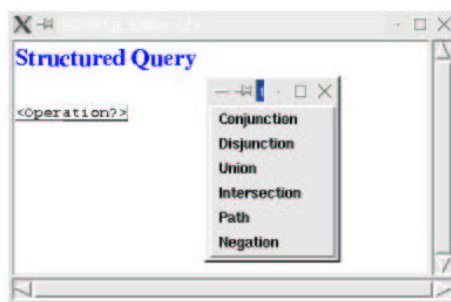 Structured Query
<Operation?>
Conjunction
Disjunction
Union
Intersection
Path
Negation